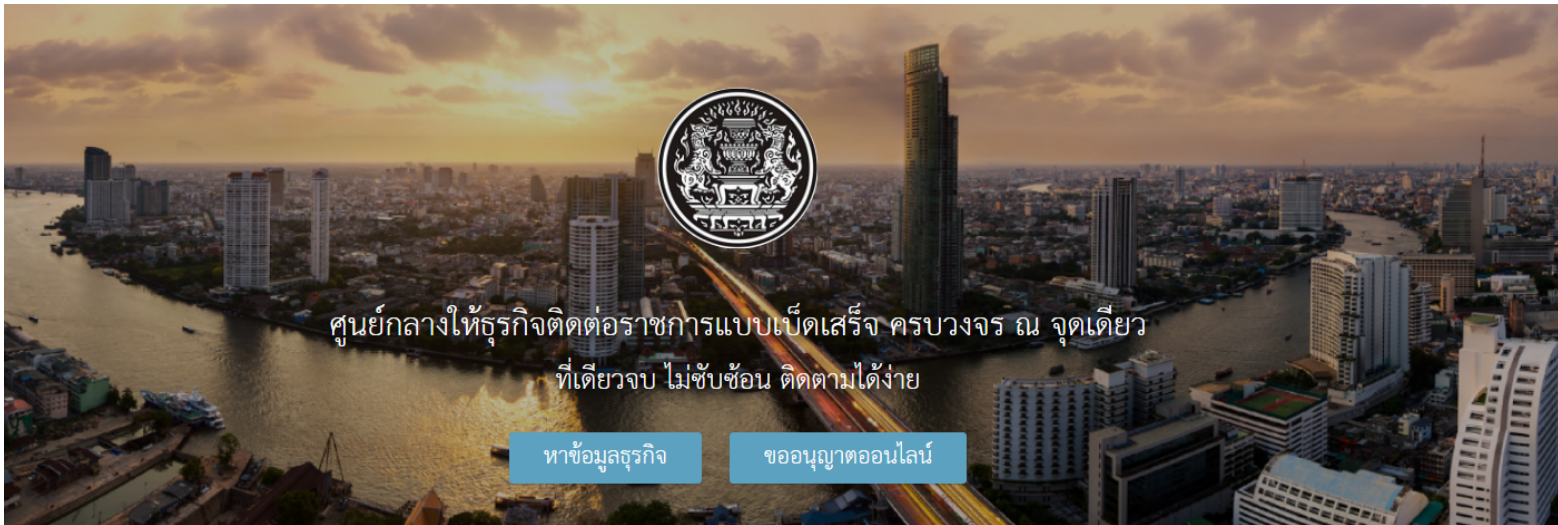 ศูนย์กลางให้ธุรกิจติดต่อราชการแบบเบ็ดเสร็จ ครบวงจร ณ จุดเดียว
ที่เดียวจบ ไม่ซับซ้อน ติดตามได้ง่าย
หาข้อมูลธุรกิจ
ขออนุญาตออนไลน์